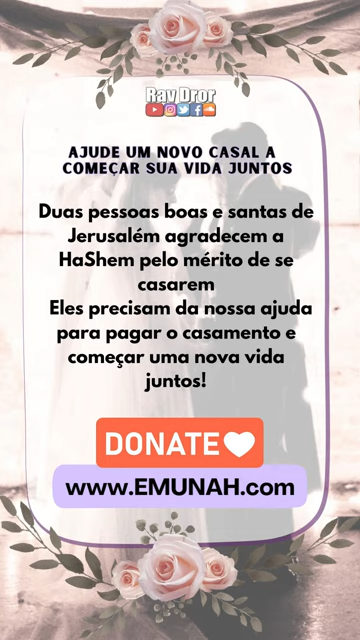 Rav Dror
AJUDE UM NOVO CASAL A
COMEÇAR SUA VIDA JUNTOS
Duas pessoas boas e santas de
Jerusalém agradecem a
HaShem pelo mérito de se
casarem
Eles precisam da nossa ajuda
para pagar o casamento e
começar uma nova vida
juntos!
DONATE
www.EMUNAH.com